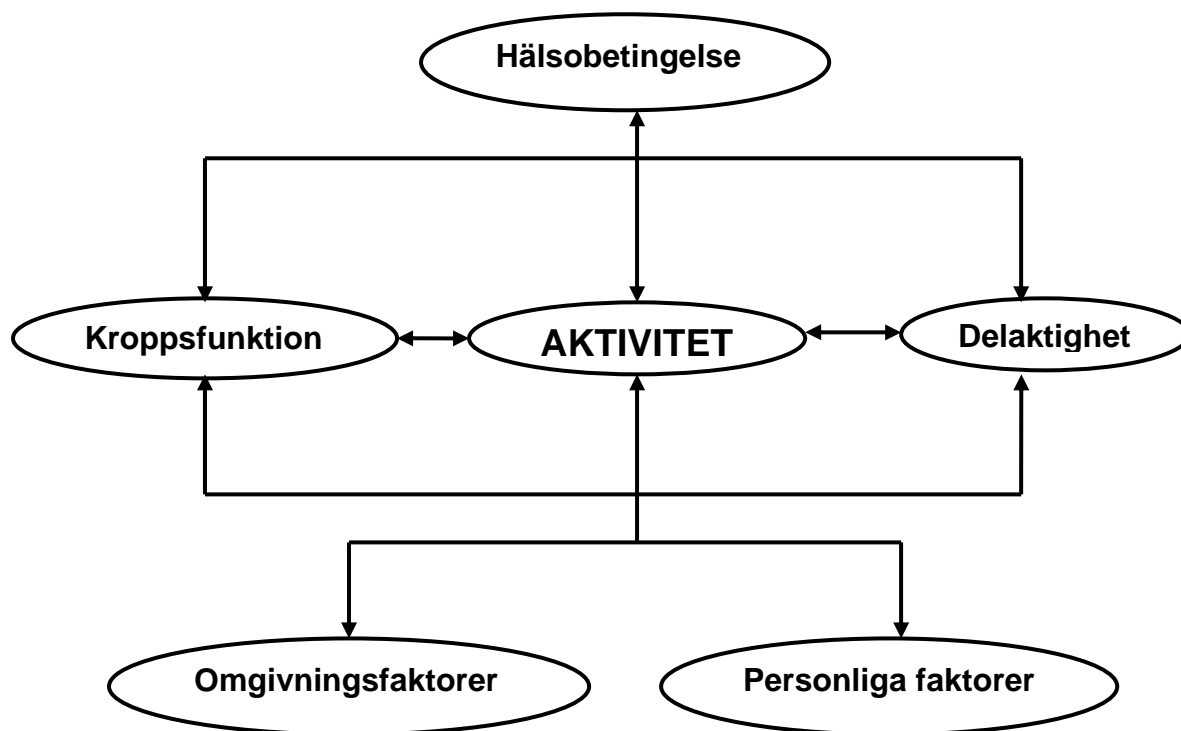 Hälsobetingelse
Kroppsfunktion
AKTIVITET
Delaktighet
Omgivningsfaktorer
Personliga faktorer